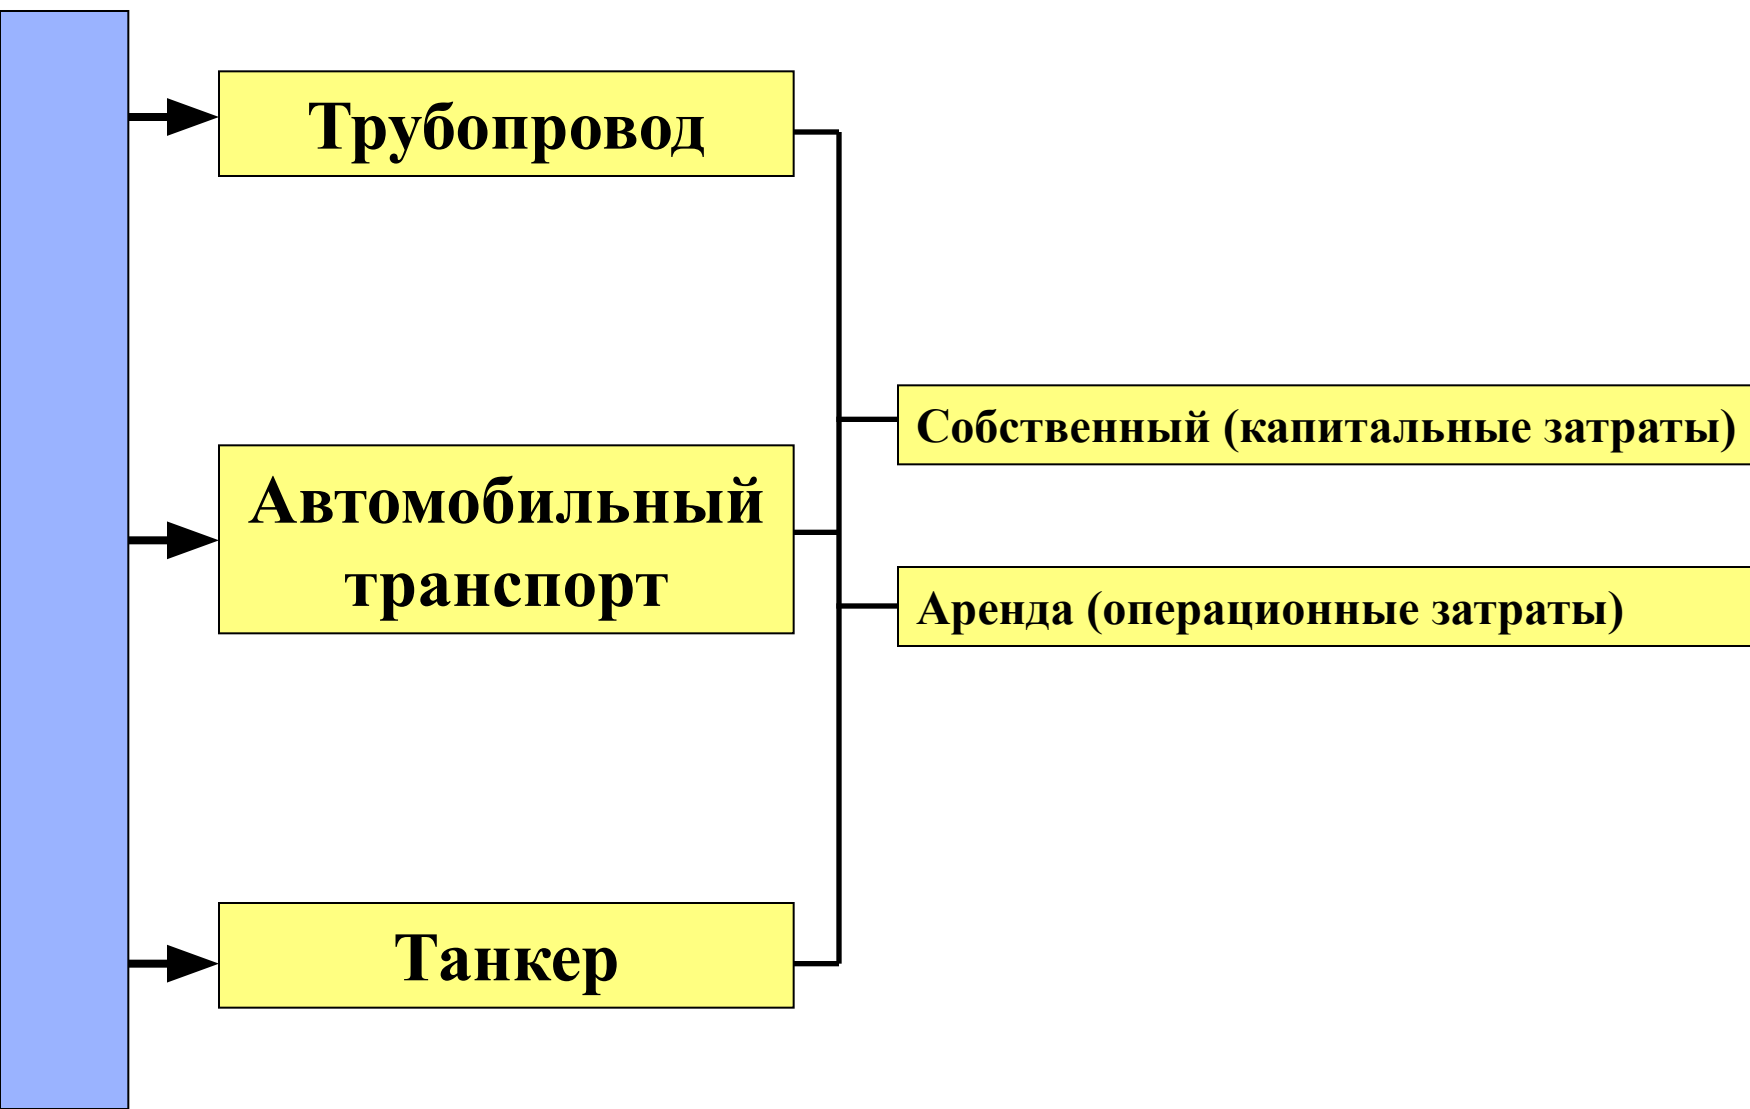 Трубопровод
Собственный (капитальные затраты)
Автомобильный
транспорт
Аренда (операционные затраты)
Танкер